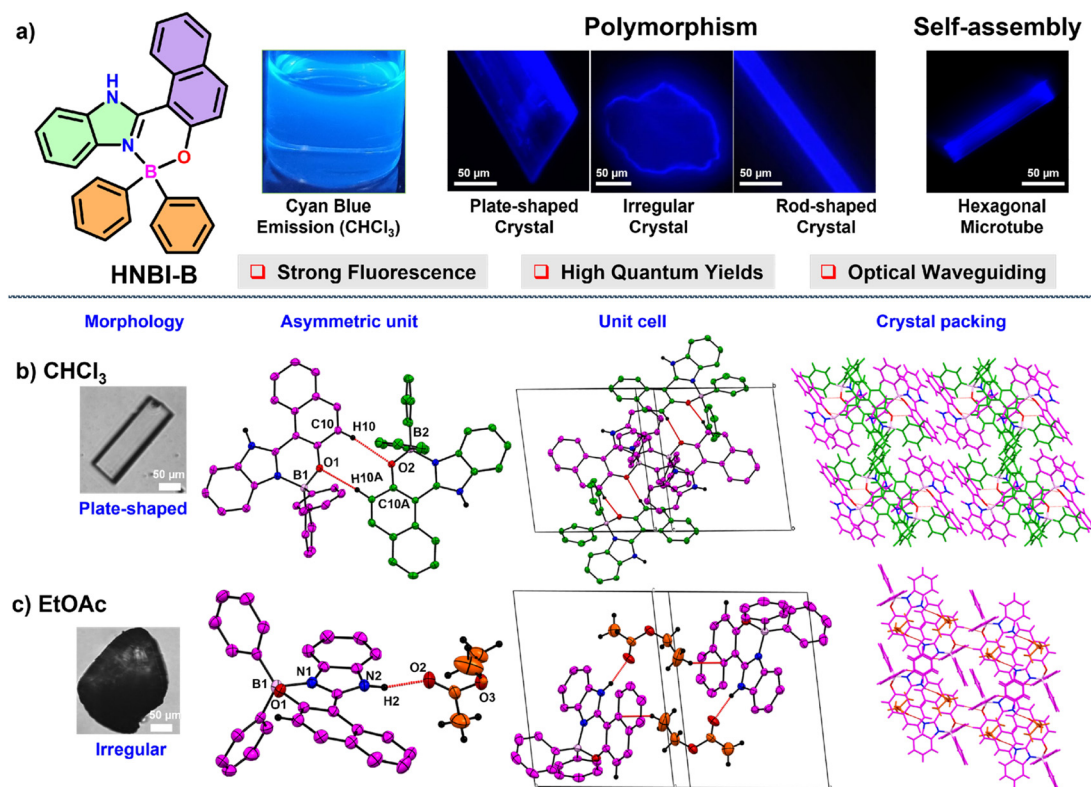 a)
Polymorphism
Self-assembly
H
N
N
O
B
HNBI-B
50 µm
50 µm
50 µm
50 µm
Cyan Blue
Emission (CHCl₃)
Plate-shaped
Crystal
Irregular
Crystal
Rod-shaped
Crystal
Hexagonal
Microtube
Strong Fluorescence
High Quantum Yields
Optical Waveguiding
Morphology
Asymmetric unit
Unit cell
Crystal packing
b) CHCl₃
50 µm
Plate-shaped
C10
H10
B2
O1
O2
B1
H10A
C10A
c) EtOAc
50 µm
Irregular
B1
O1
N1
N2
H2
O2
O3